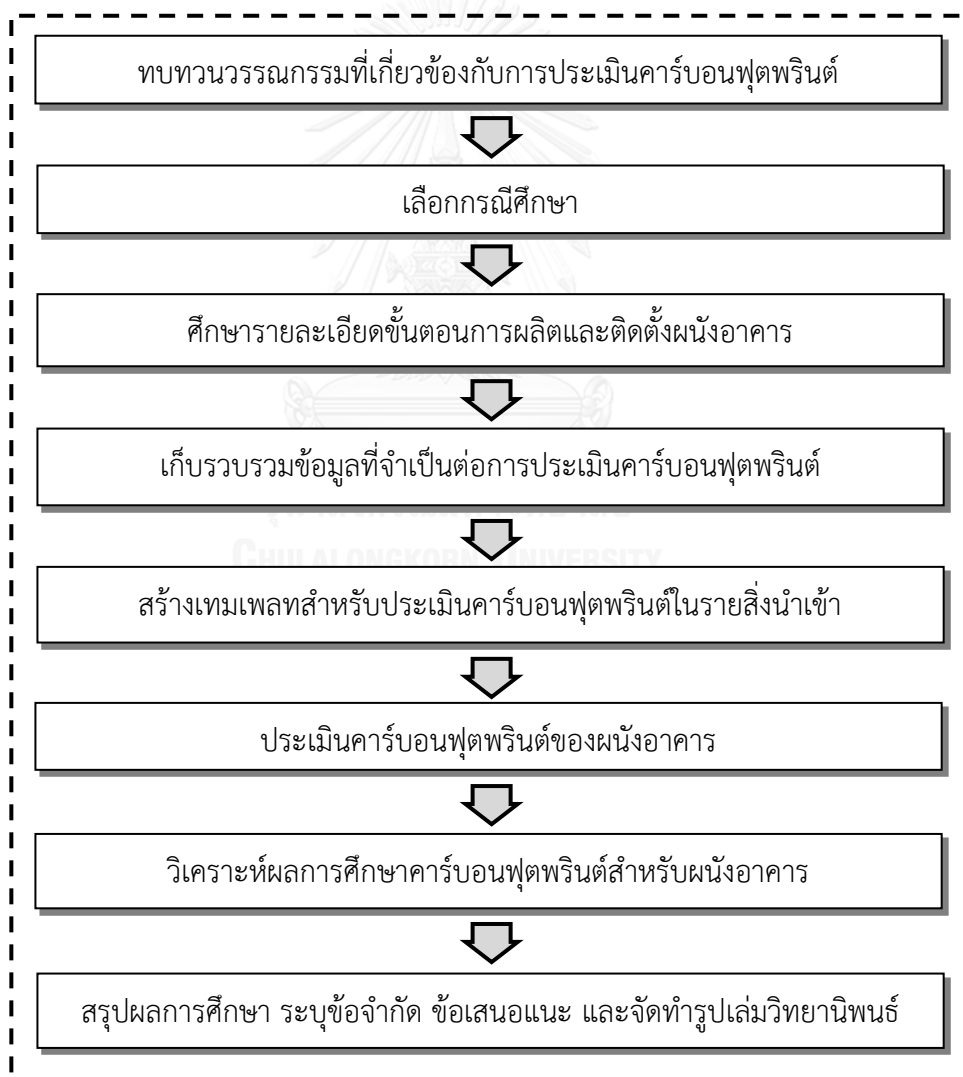 ทบทวนวรรณกรรมที่เกี่ยวข้องกับการประเมินคาร์บอนฟุตพรินต์
เลือกกรณีศึกษา
ศึกษารายละเอียดขั้นตอนการผลิตและติดตั้งผนังอาคาร
เก็บรวบรวมข้อมูลที่จำเป็นต่อการประเมินคาร์บอนฟุตพรินต์
CHULALONGKORN UNIVERSITY
สร้างเทมเพลทสำหรับประเมินคาร์บอนฟุตพรินต์ในรายสิ่งนำเข้า
ประเมินคาร์บอนฟุตพรินต์ของผนังอาคาร
วิเคราะห์ผลการศึกษาคาร์บอนฟุตพรินต์สำหรับผนังอาคาร
สรุปผลการศึกษา ระบุข้อจำกัด ข้อเสนอแนะ และจัดทำรูปเล่มวิทยานิพนธ์